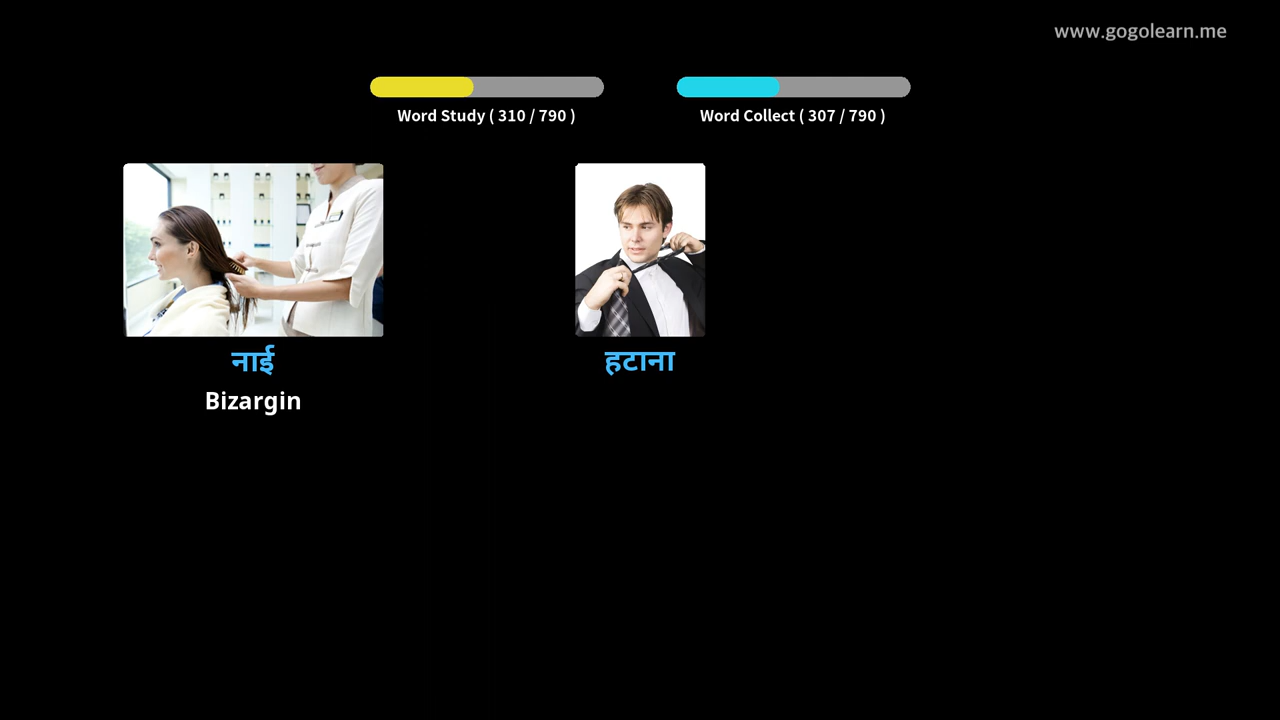 www.gogolearn.me
Word Study ( 310 / 790 )
Word Collect ( 307 / 790 )
नाई
हटाना
Bizargin